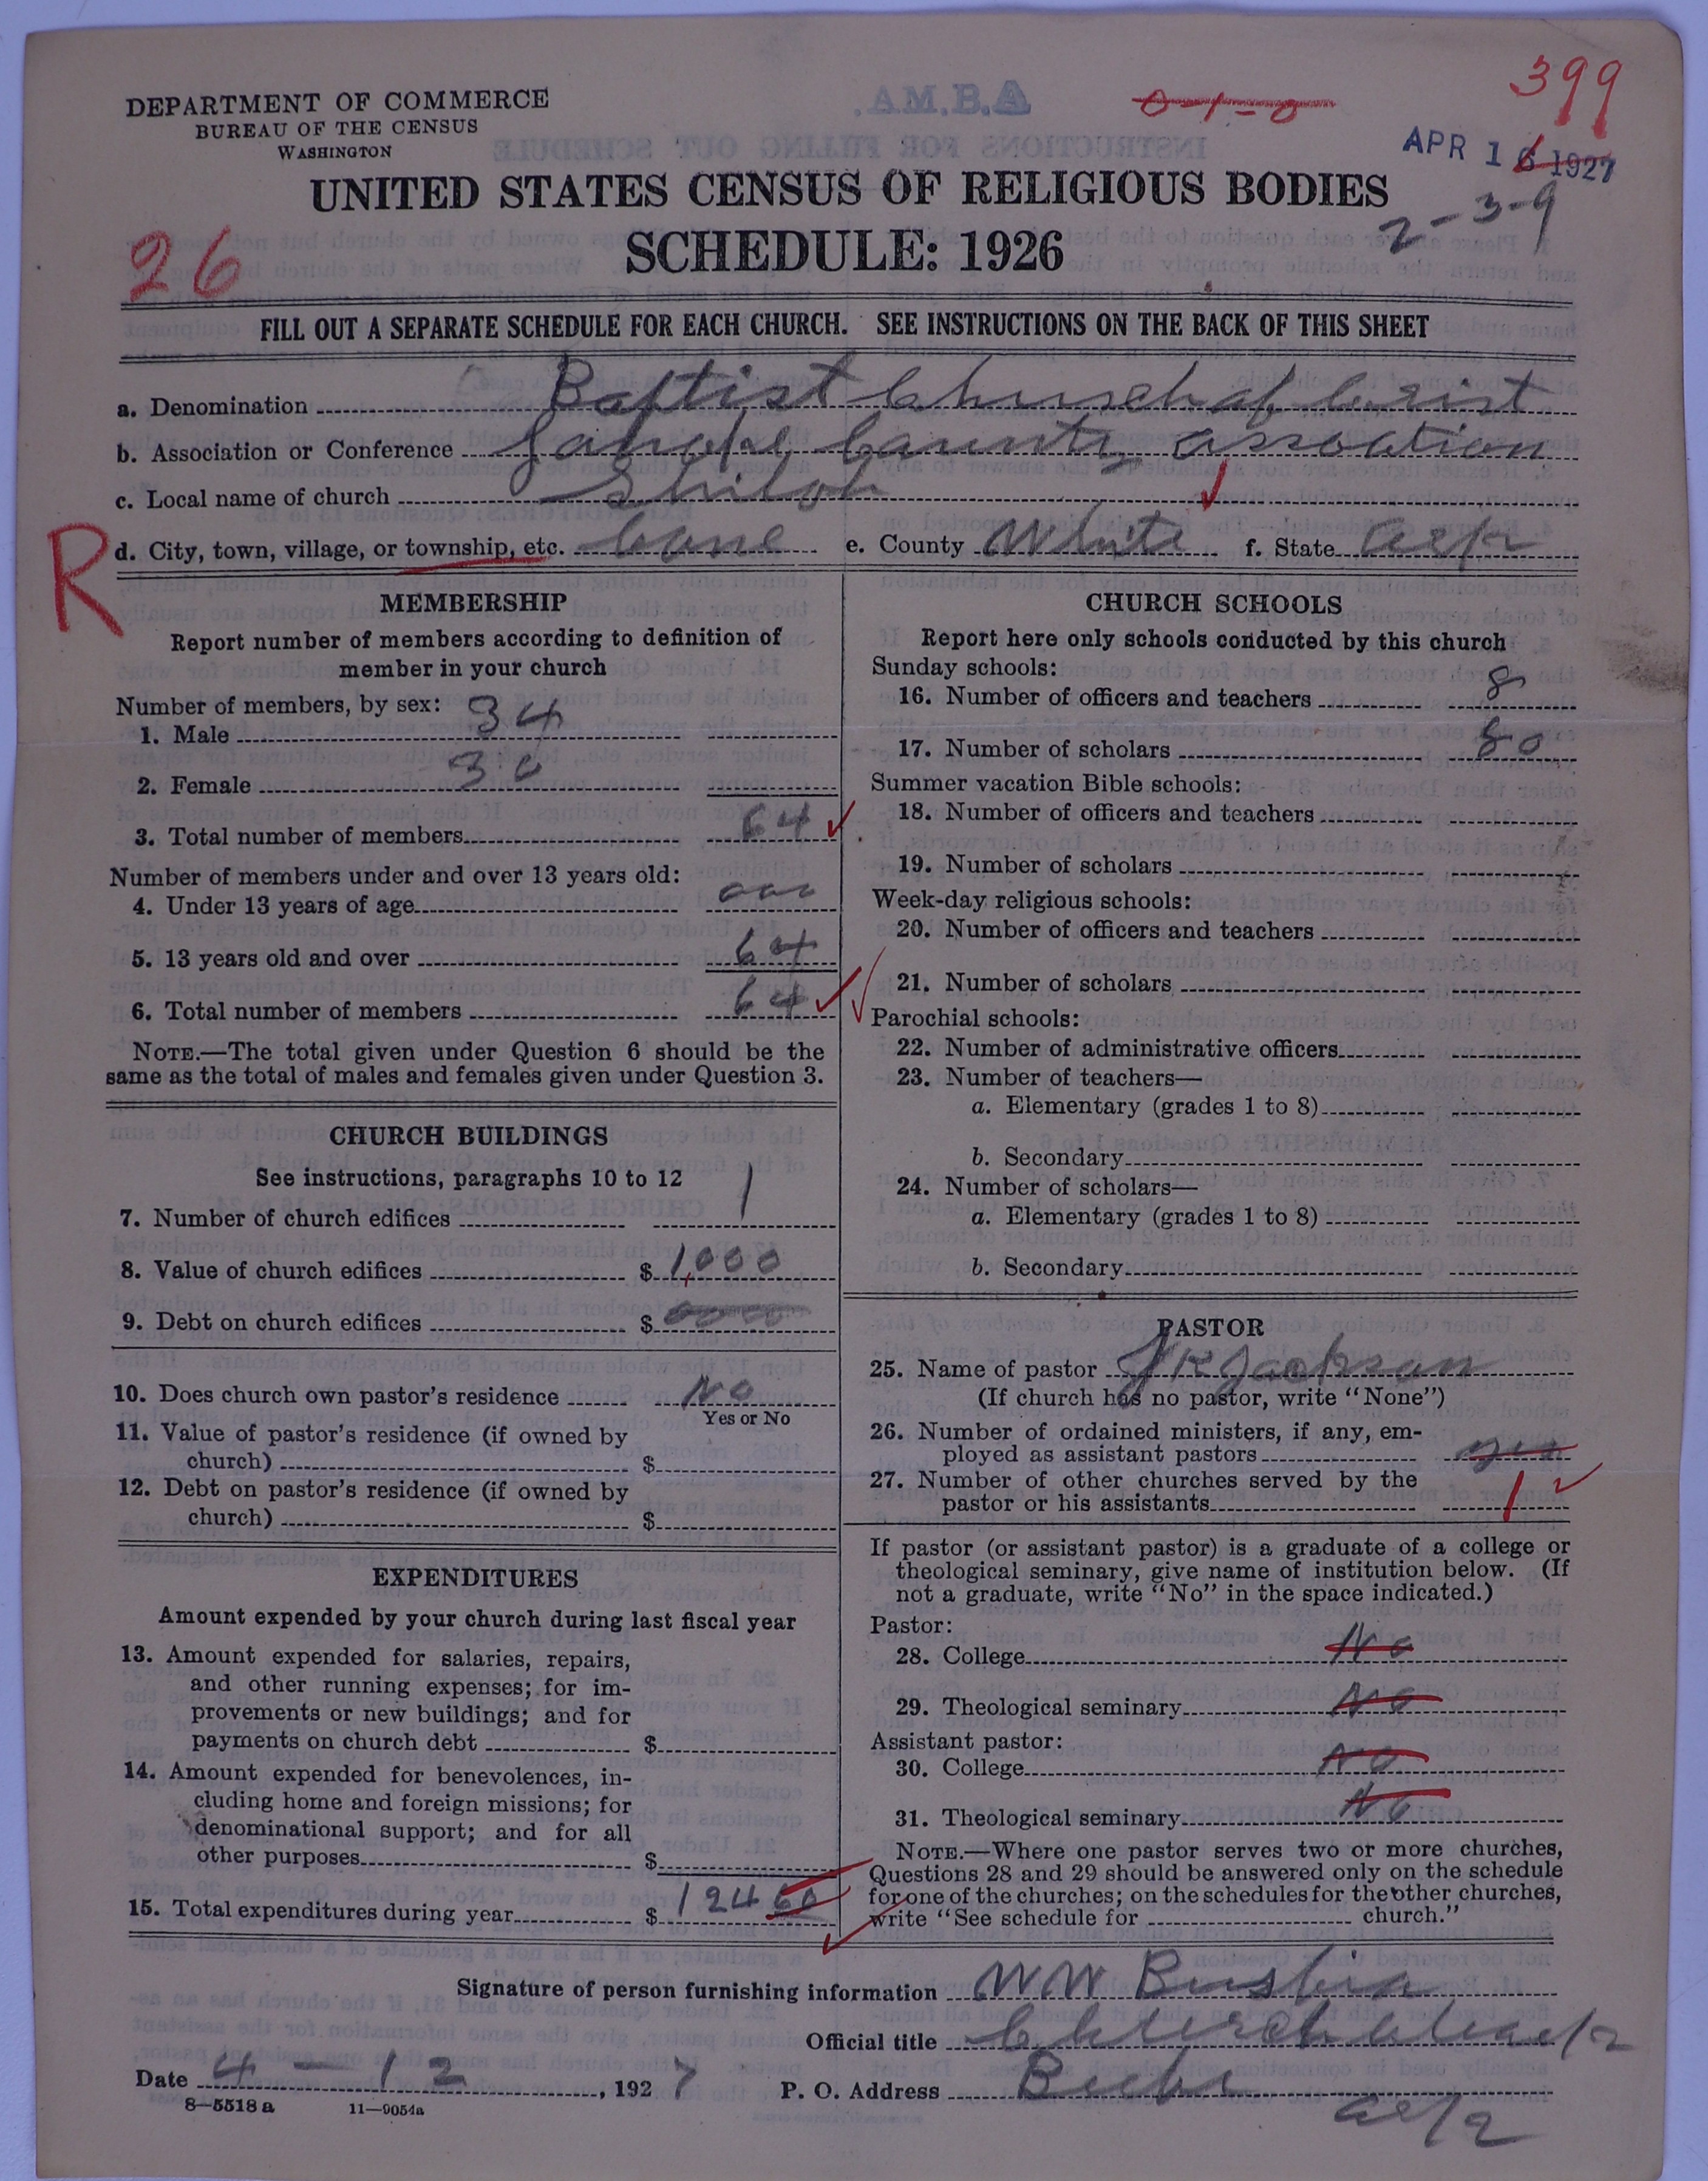 399
A.B.M.A.
0-1-0
APR 16 1927
2-3-9
DEPARTMENT OF COMMERCE
BUREAU OF THE CENSUS
WASHINGTON
UNITED STATES CENSUS OF RELIGIOUS BODIES
SCHEDULE: 1926
26
FILL OUT A SEPARATE SCHEDULE FOR EACH CHURCH. SEE INSTRUCTIONS ON THE BACK OF THIS SHEET
a. Denomination Baptist Church of Crist
b. Association or Conference County assoation
c. Local name of church Shiloh
R
d. City, town, village, or township, etc. Cane e. County White f. State Ark
MEMBERSHIP
Report number of members according to definition of
member in your church
Number of members, by sex:
1. Male 34
2. Female 30
3. Total number of members 64
Number of members under and over 13 years old:
4. Under 13 years of age 000
5. 13 years old and over 64
6. Total number of members 64
NOTE.—The total given under Question 6 should be the
same as the total of males and females given under Question 3.
CHURCH BUILDINGS
See instructions, paragraphs 10 to 12
7. Number of church edifices 1
8. Value of church edifices $ 1,000
9. Debt on church edifices $ 0000
10. Does church own pastor's residence No
Yes or No
11. Value of pastor's residence (if owned by
church) $
12. Debt on pastor's residence (if owned by
church) $
EXPENDITURES
Amount expended by your church during last fiscal year
13. Amount expended for salaries, repairs,
and other running expenses; for im-
provements or new buildings; and for
payments on church debt $
14. Amount expended for benevolences, in-
cluding home and foreign missions; for
denominational support; and for all
other purposes $
15. Total expenditures during year $ 124 60
CHURCH SCHOOLS
Report here only schools conducted by this church
Sunday schools:
16. Number of officers and teachers 8
17. Number of scholars 80
Summer vacation Bible schools:
18. Number of officers and teachers
19. Number of scholars
Week-day religious schools:
20. Number of officers and teachers
21. Number of scholars
Parochial schools:
22. Number of administrative officers
23. Number of teachers—
a. Elementary (grades 1 to 8)
b. Secondary
24. Number of scholars—
a. Elementary (grades 1 to 8)
b. Secondary
PASTOR
25. Name of pastor J K Jackson
(If church has no pastor, write "None")
26. Number of ordained ministers, if any, em-
ployed as assistant pastors yes
27. Number of other churches served by the
pastor or his assistants 1
If pastor (or assistant pastor) is a graduate of a college or
theological seminary, give name of institution below. (If
not a graduate, write "No" in the space indicated.)
Pastor:
28. College No
29. Theological seminary No
Assistant pastor:
30. College No
31. Theological seminary No
NOTE.—Where one pastor serves two or more churches,
Questions 28 and 29 should be answered only on the schedule
for one of the churches; on the schedules for the other churches,
write "See schedule for church."
Signature of person furnishing information W W
Official title Church Cleark
Date 4 - 12, 1927 P. O. Address Beebe
Ark
8—5518 a 11—9054a